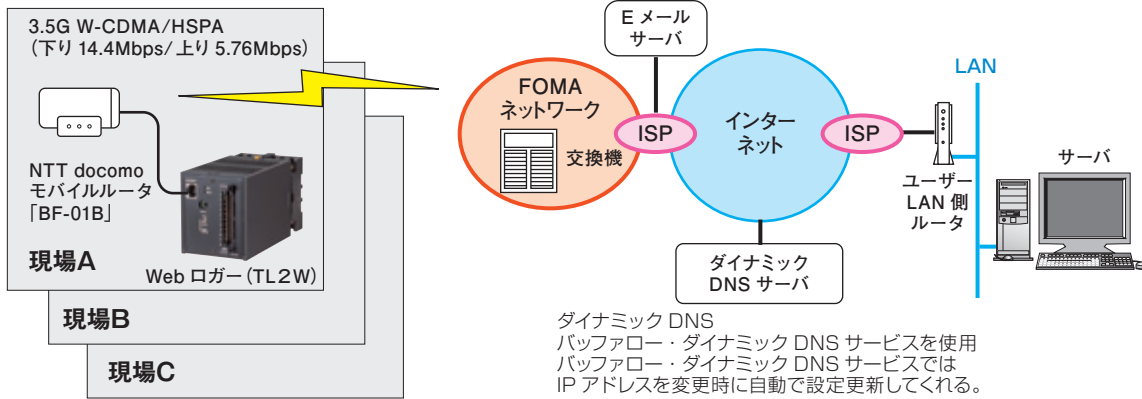 3.5G W-CDMA/HSPA
（下り 14.4Mbps/ 上り 5.76Mbps）
NTT docomo
モバイルルータ
「BF-01B」
Web ロガー（TL2W）
現場A
現場B
現場C
E メール
サーバ
FOMA
ネットワーク
交換機
ISP
インター
ネット
ISP
LAN
ユーザー
LAN 側
ルータ
サーバ
ダイナミック
DNS サーバ
ダイナミック DNS
バッファロー・ダイナミック DNS サービスを使用
バッファロー・ダイナミック DNS サービスでは
IP アドレスを変更時に自動で設定更新してくれる。